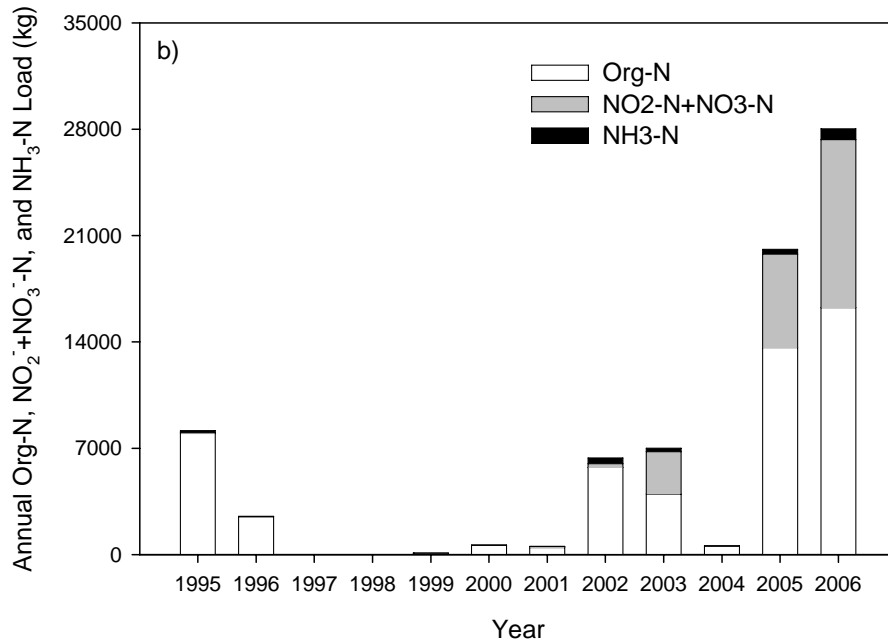 b)
Org-N
NO2-N+NO3-N
NH3-N
Annual Org-N, NO₂⁻+NO₃⁻-N, and NH₃-N Load (kg)
35000
28000
21000
14000
7000
0
1995 1996 1997 1998 1999 2000 2001 2002 2003 2004 2005 2006
Year